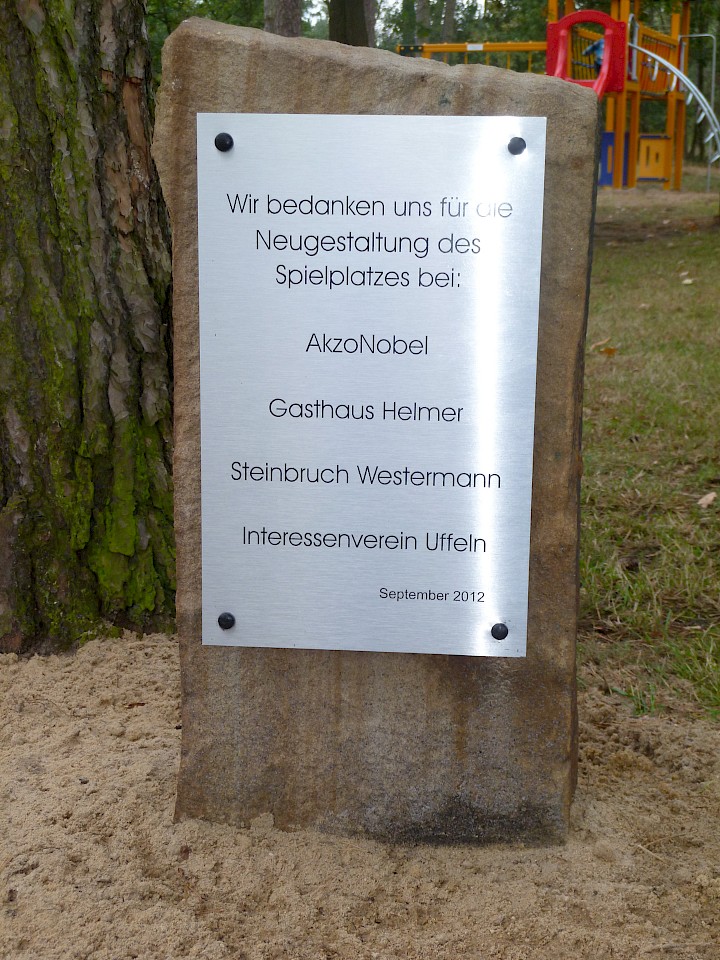 Wir bedanken uns für die
Neugestaltung des
Spielplatzes bei:
AkzoNobel
Gasthaus Helmer
Steinbruch Westermann
Interessenverein Uffeln
September 2012